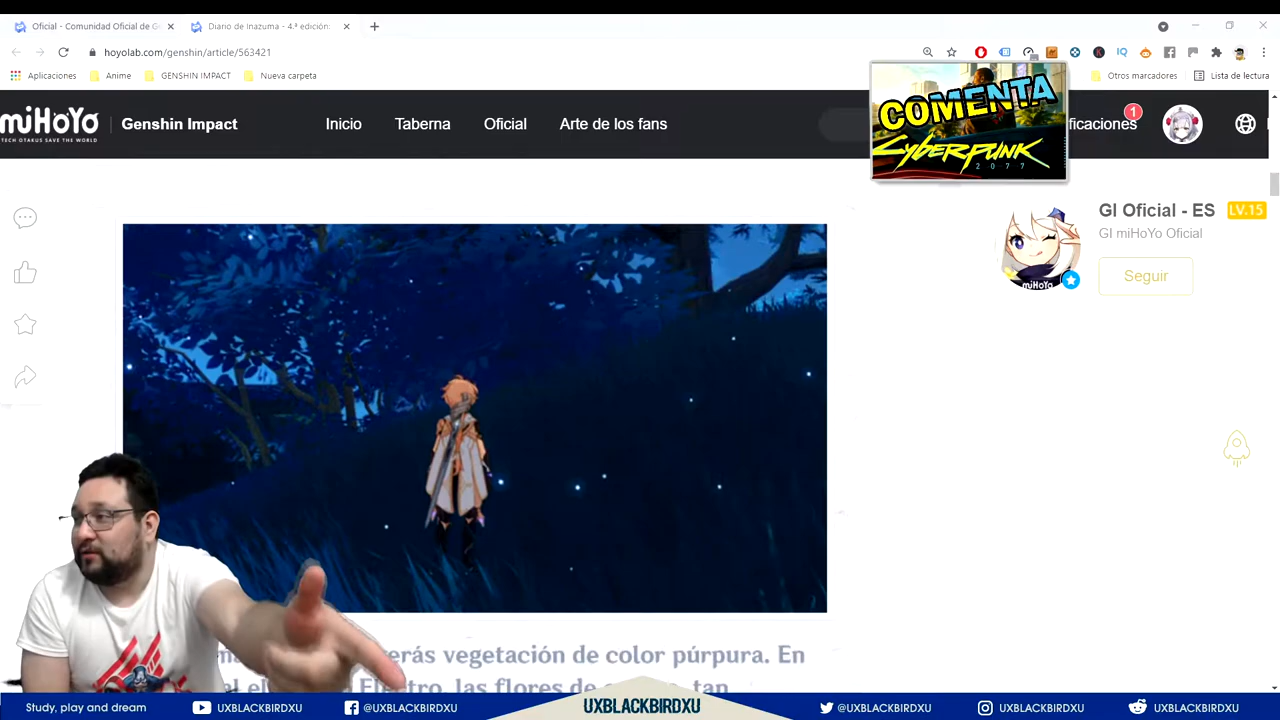 Oficial - Comunidad Oficial de G
Diario de Inazuma - 4.ª edición:
hoyolab.com/genshin/article/563421
Aplicaciones
Anime
GENSHIN IMPACT
Nueva carpeta
Otros marcadores
Lista de lectura
miHoYo
TECH OTAKUS SAVE THE WORLD
Genshin Impact
Inicio
Taberna
Oficial
Arte de los fans
COMENTA
Cyberpunk
2077
ficaciones
1
GI Oficial - ES
LV.15
GI miHoYo Oficial
miHoYo
Seguir
erás vegetación de color púrpura. En
Electro, las flores de tan
Study, play and dream
UXBLACKBIRDXU
@UXBLACKBIRDXU
UXBLACKBIRDXU
@UXBLACKBIRDXU
UXBLACKBIRDXU
UXBLACKBIRDXU